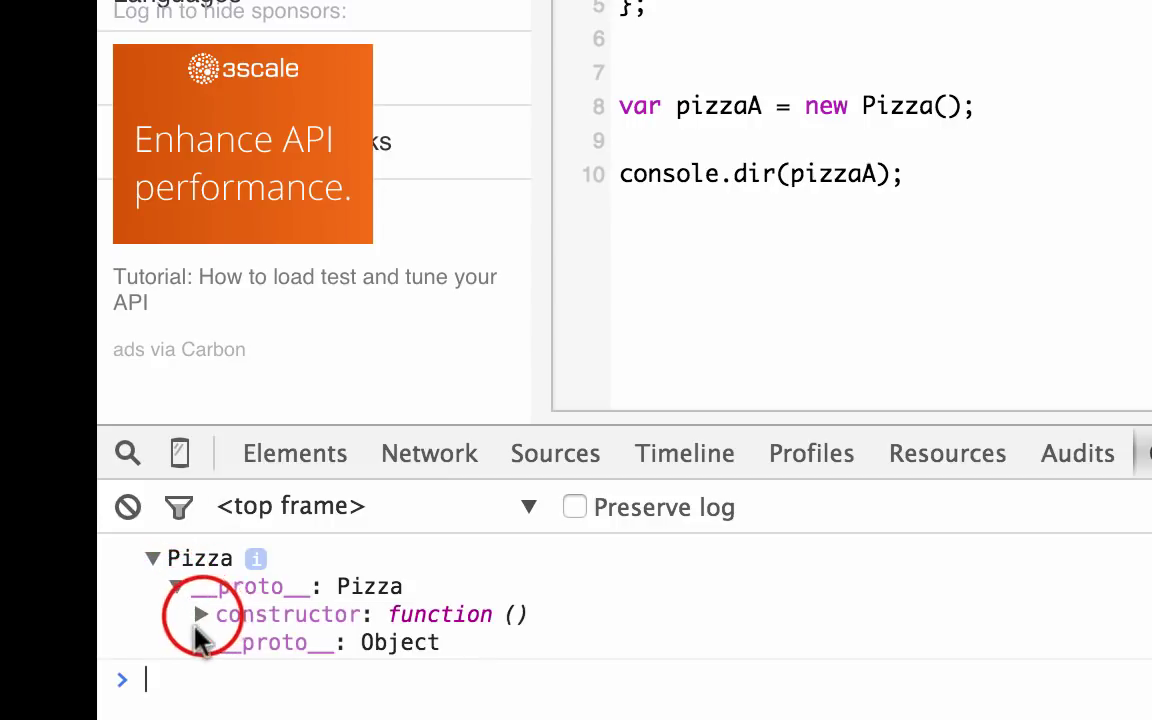 Languages
Log in to hide sponsors:
3scale
Enhance API
performance.
ks
Tutorial: How to load test and tune your
API
ads via Carbon
5 };
6
7
8 var pizzaA = new Pizza();
9
10 console.dir(pizzaA);
Elements Network Sources Timeline Profiles Resources Audits
<top frame> ▼ Preserve log
▼ Pizza i
▼ __proto__: Pizza
▶ constructor: function ()
__proto__: Object
>